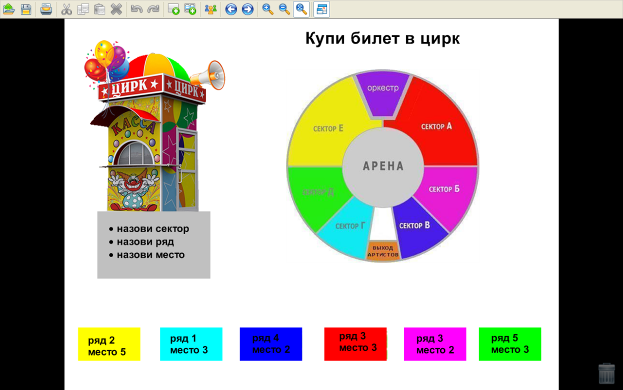 Купи билет в цирк
ЦИРК
ЦИРК
КАССА
• назови сектор
• назови ряд
• назови место
оркестр
СЕКТОР Е
СЕКТОР А
АРЕНА
СЕКТОР Д
СЕКТОР Б
СЕКТОР Г
СЕКТОР В
ВЫХОД
АРТИСТОВ
ряд 2
место 5
ряд 1
место 3
ряд 4
место 2
ряд 3
место 3
ряд 3
место 2
ряд 5
место 3